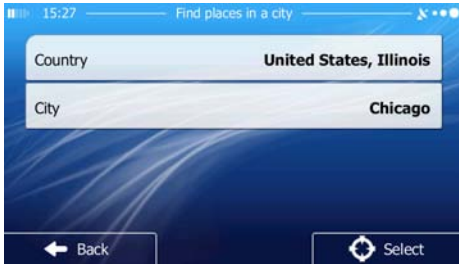 15:27 Find places in a city
Country United States, Illinois
City Chicago
Back Select